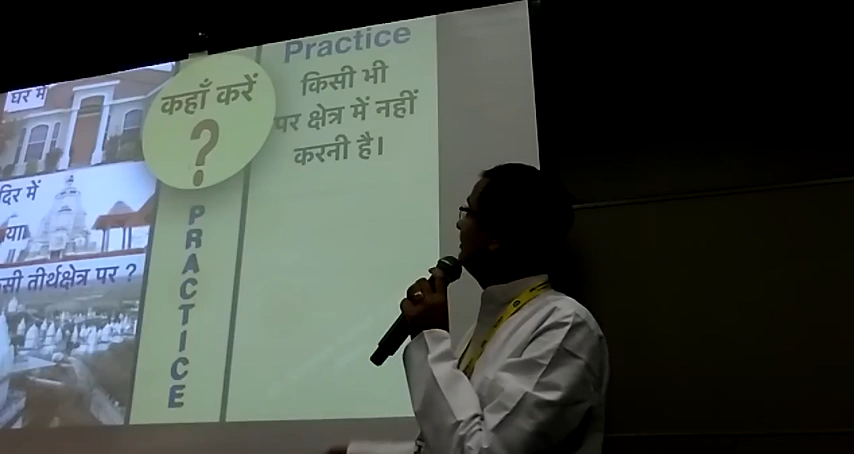 घर में
कहाँ करें
?
Practice
किसी भी
पर क्षेत्र में नहीं
करनी है।
में
तीर्थक्षेत्र पर ?
PRACTICE